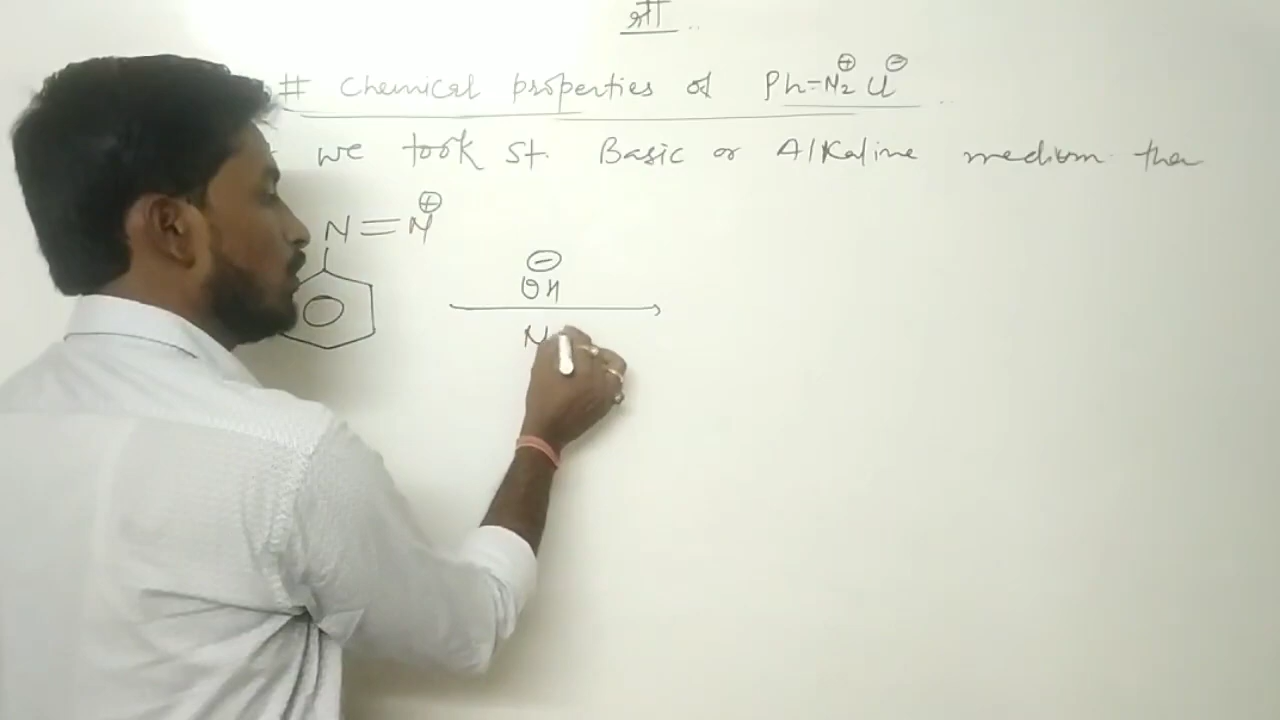 श्री
# Chemical properties of Ph-N₂⊕ Cl⊖
we took st. Basic or Alkaline medium then
N=N⊕
⊖
OH
N